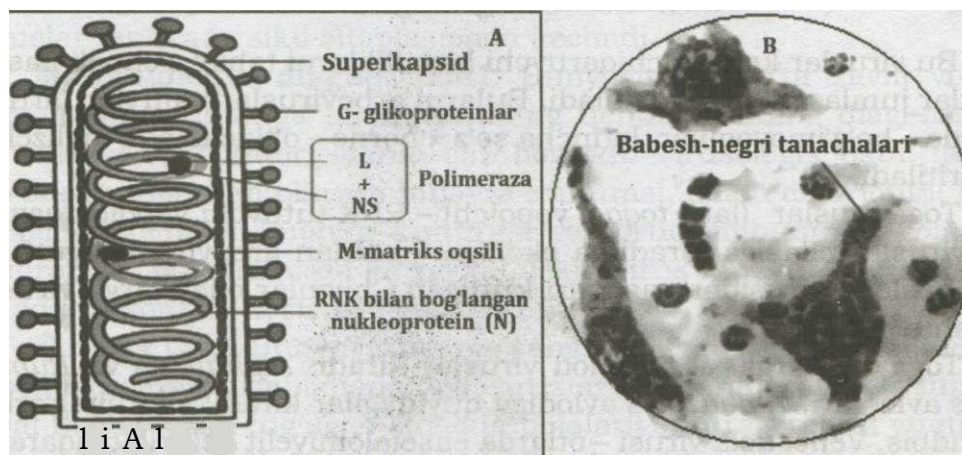 A
Superkapsid
G- glikoproteinlar
L
+
NS
Polimeraza
M-matriks oqsili
RNK bilan bog‘langan
nukleoprotein (N)
l i A I
B
Babesh-negri tanachalari